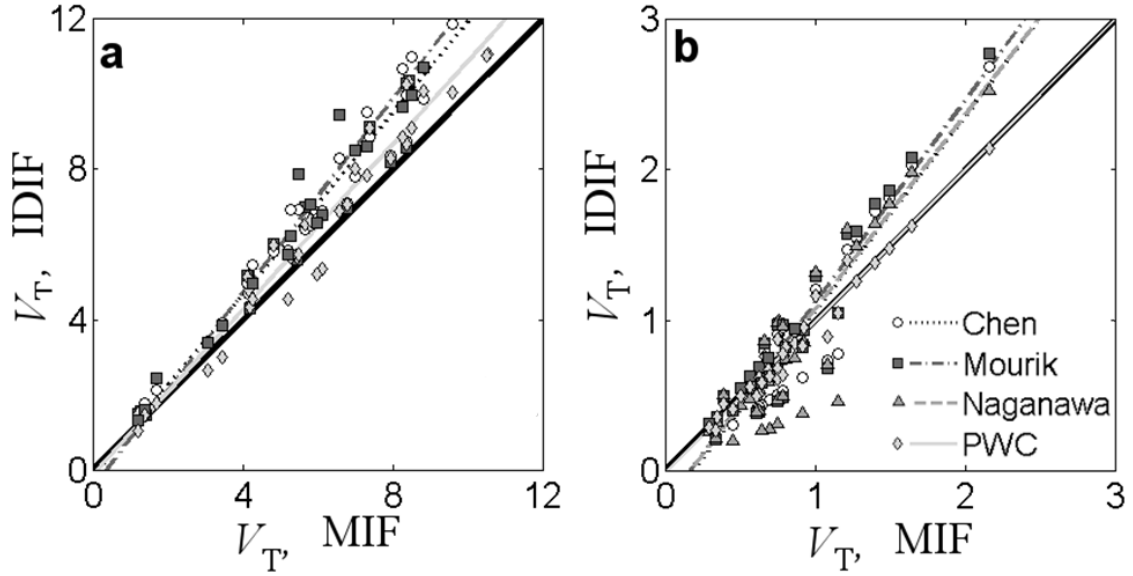 a
12
8
4
0
V_T, IDIF
0 4 8 12
V_T, MIF
b
3
2
1
0
V_T, IDIF
Chen
Mourik
Naganawa
PWC
0 1 2 3
V_T, MIF